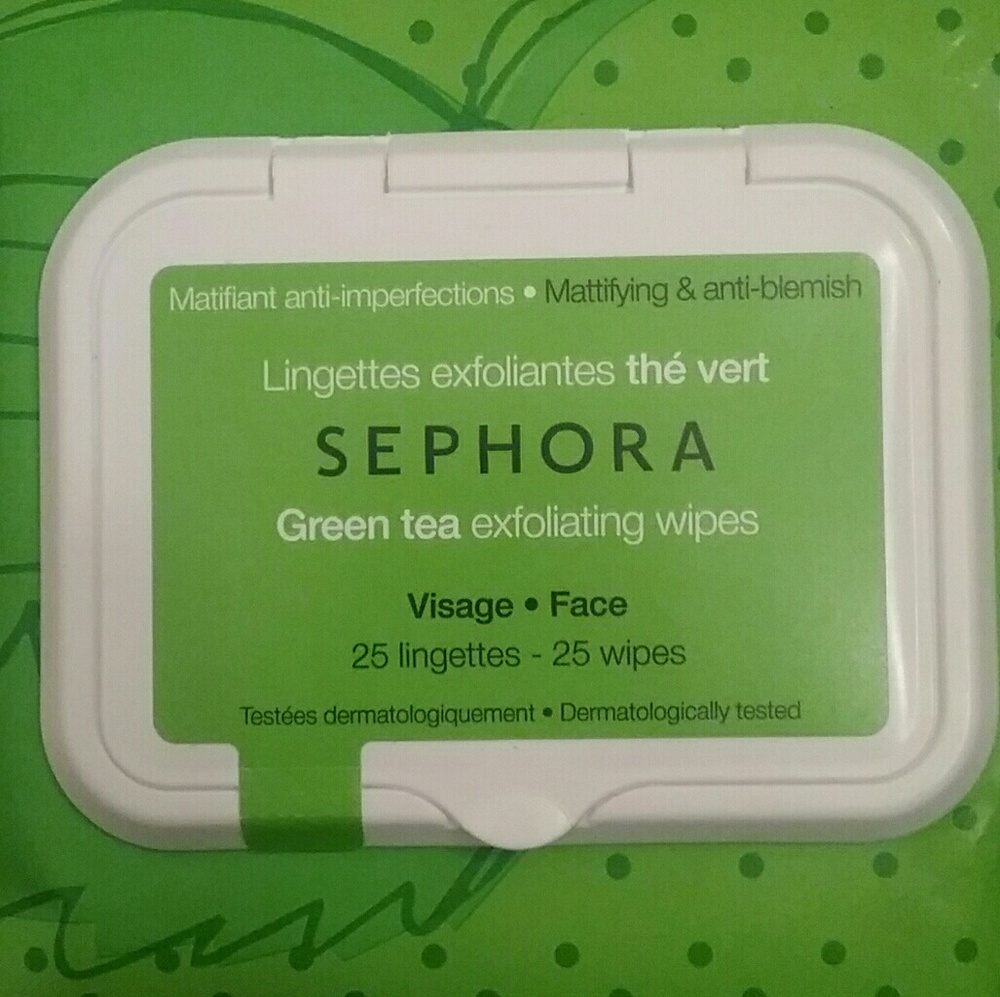 Matifiant anti-imperfections • Mattifying & anti-blemish
Lingettes exfoliantes thé vert
SEPHORA
Green tea exfoliating wipes
Visage • Face
25 lingettes - 25 wipes
Testées dermatologiquement • Dermatologically tested